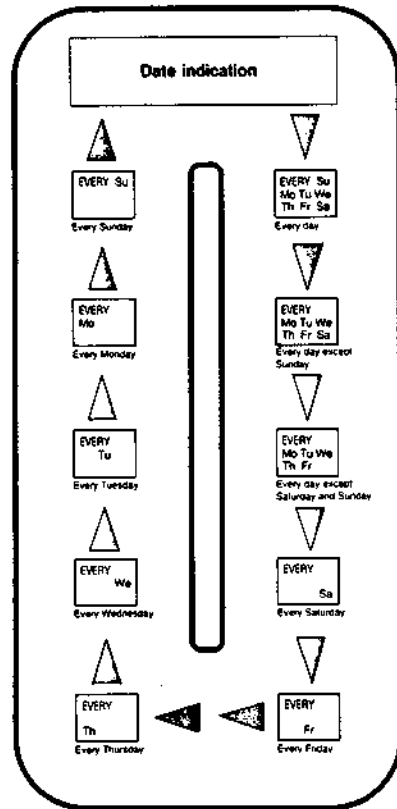 Date indication
EVERY Su
Every Sunday
EVERY Su
Mo Tu We
Th Fr Sa
Every day
EVERY
Mo
Every Monday
EVERY
Mo Tu We
Th Fr Sa
Every day except
Sunday
EVERY
Tu
Every Tuesday
EVERY
Mo Tu We
Th Fr
Every day except
Saturday and Sunday
EVERY
We
Every Wednesday
EVERY
Sa
Every Saturday
EVERY
Th
Every Thursday
EVERY
Fr
Every Friday